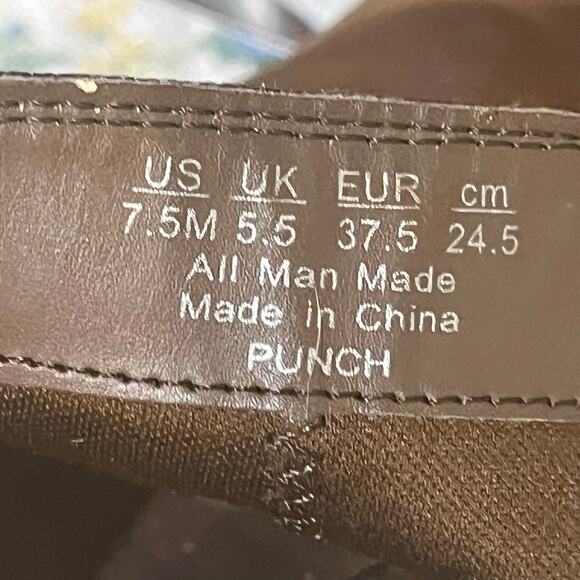 US UK EUR cm
7.5M 5.5 37.5 24.5
All Man Made
Made in China
PUNCH